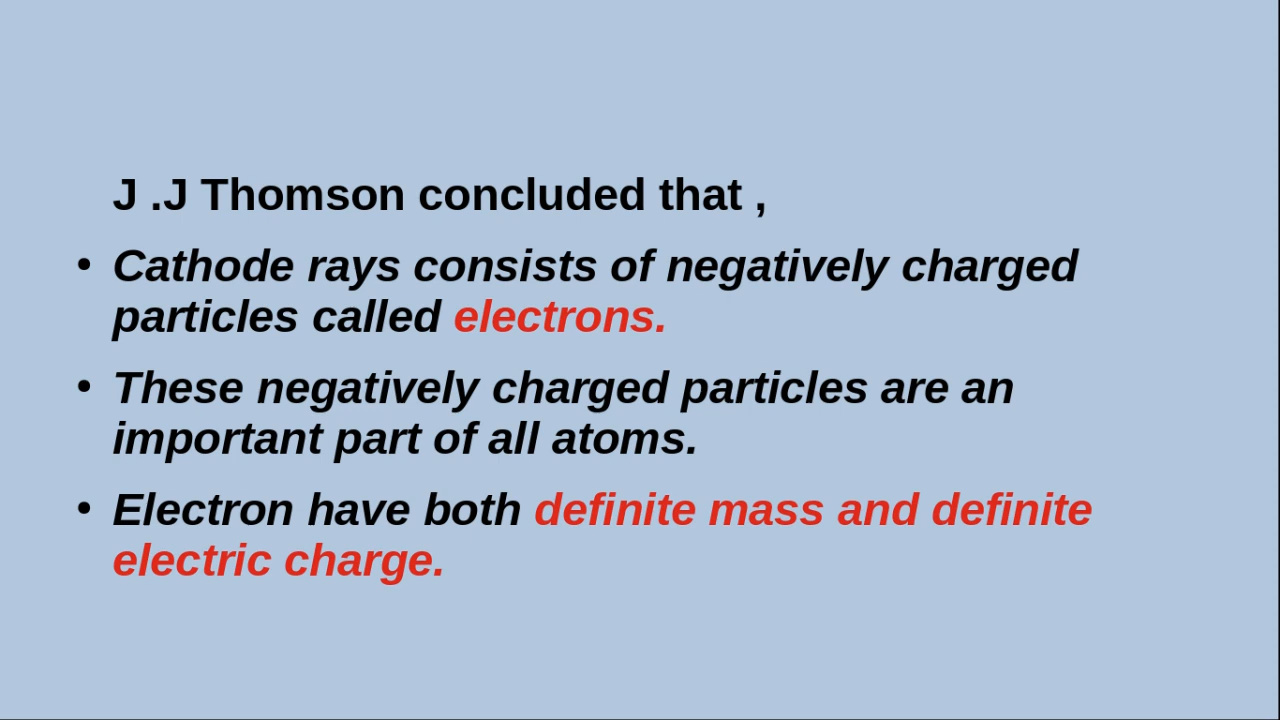 J .J Thomson concluded that ,
• Cathode rays consists of negatively charged
particles called electrons.
• These negatively charged particles are an
important part of all atoms.
• Electron have both definite mass and definite
electric charge.